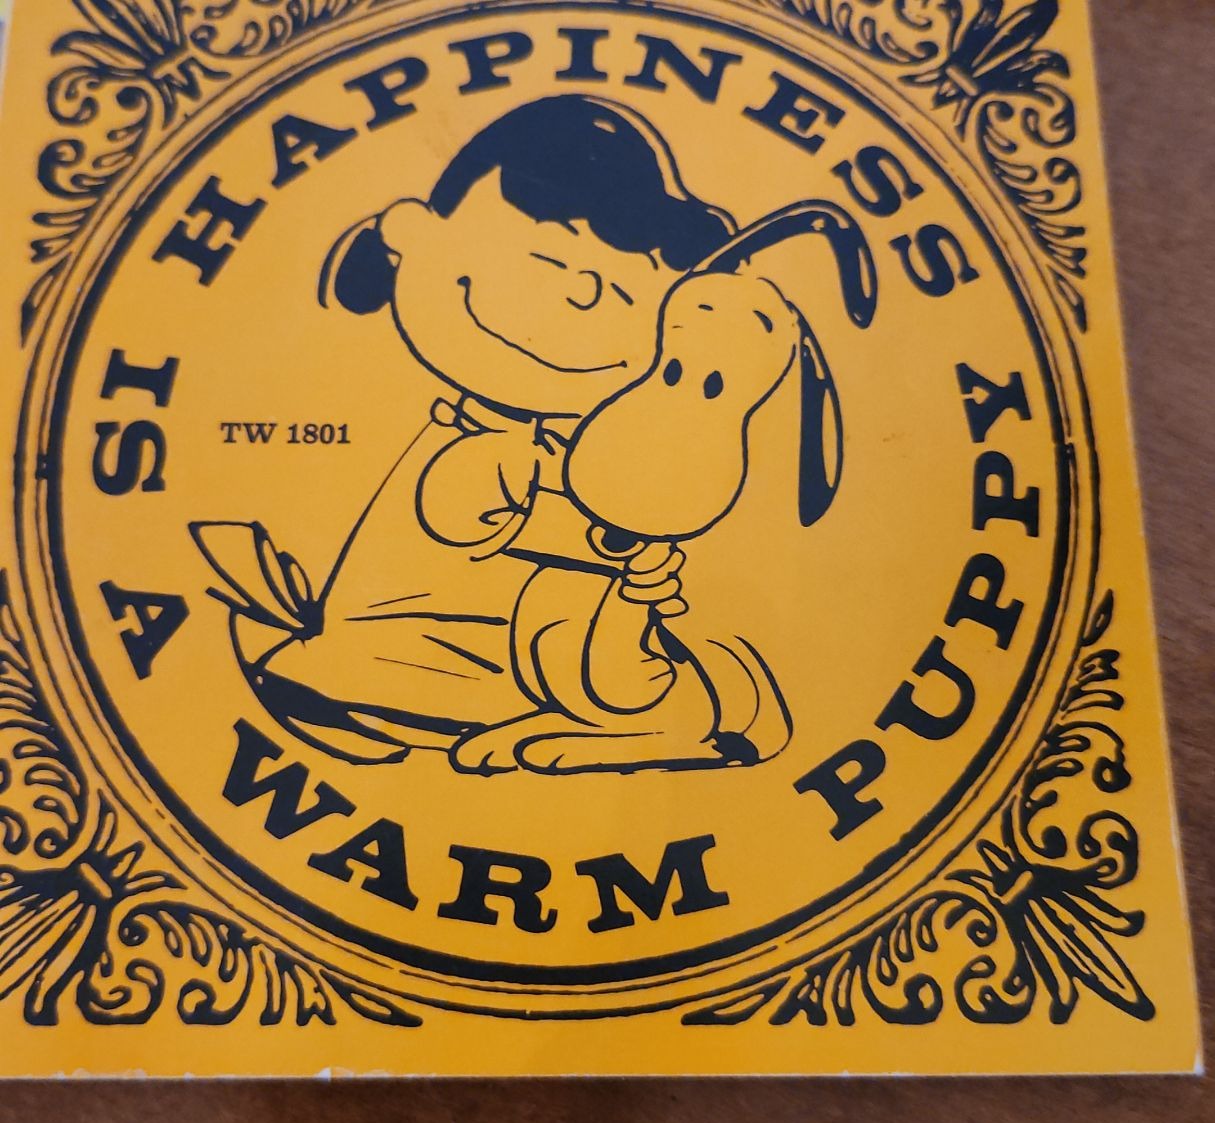 HAPPINESS IS A WARM PUPPY
TW 1801